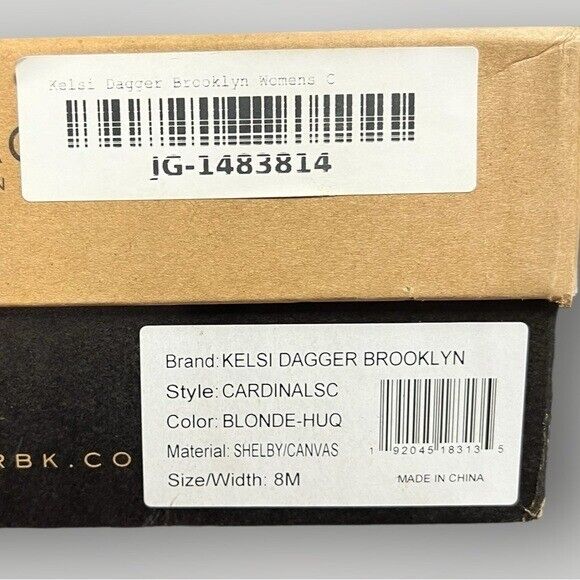 Kelsi Dagger Brooklyn Womens C
JG-1483814
N
Brand: KELSI DAGGER BROOKLYN
Style: CARDINALSC
Color: BLONDE-HUQ
Material: SHELBY/CANVAS
1 92045 18313 5
Size/Width: 8M
MADE IN CHINA
RBK.CO